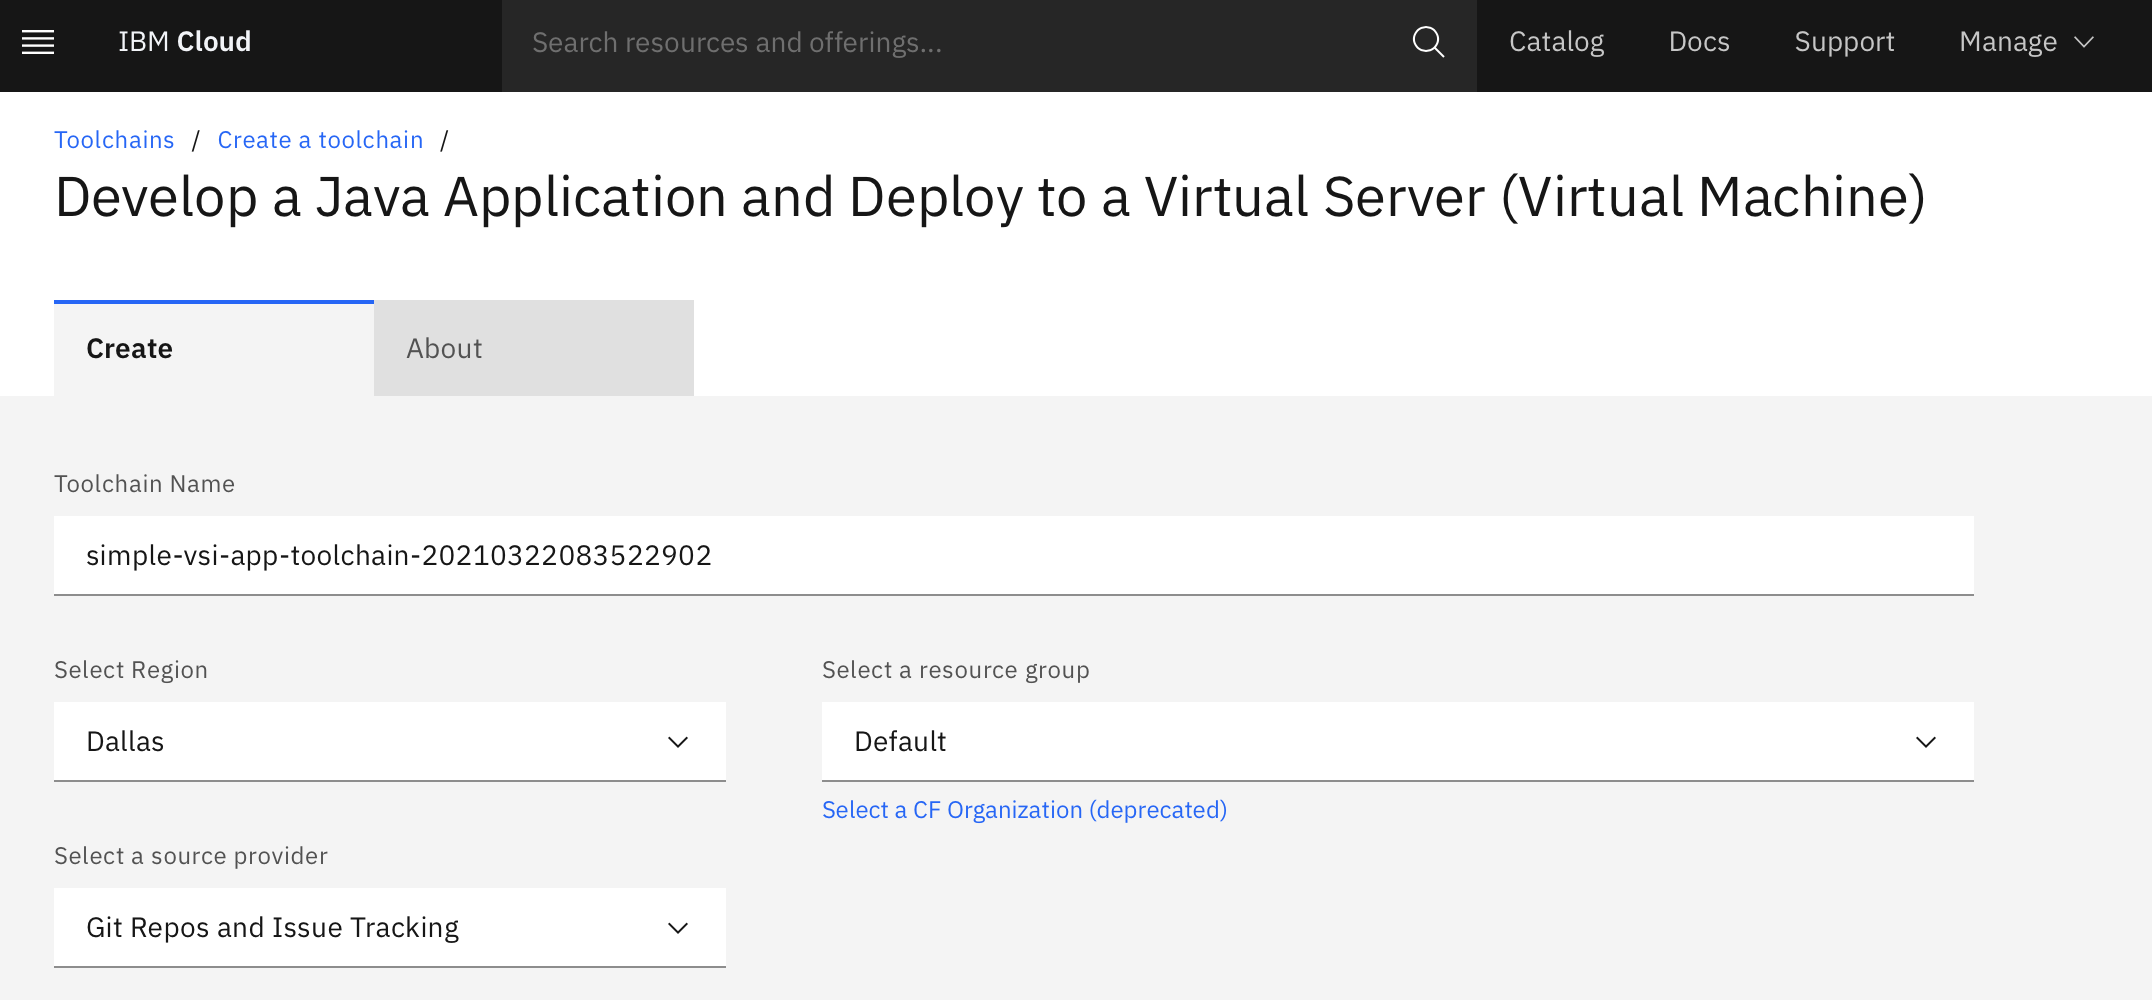 IBM Cloud
Search resources and offerings...
Catalog
Docs
Support
Manage
Toolchains / Create a toolchain /
Develop a Java Application and Deploy to a Virtual Server (Virtual Machine)
Create
About
Toolchain Name
simple-vsi-app-toolchain-20210322083522902
Select Region
Select a resource group
Dallas
Default
Select a CF Organization (deprecated)
Select a source provider
Git Repos and Issue Tracking